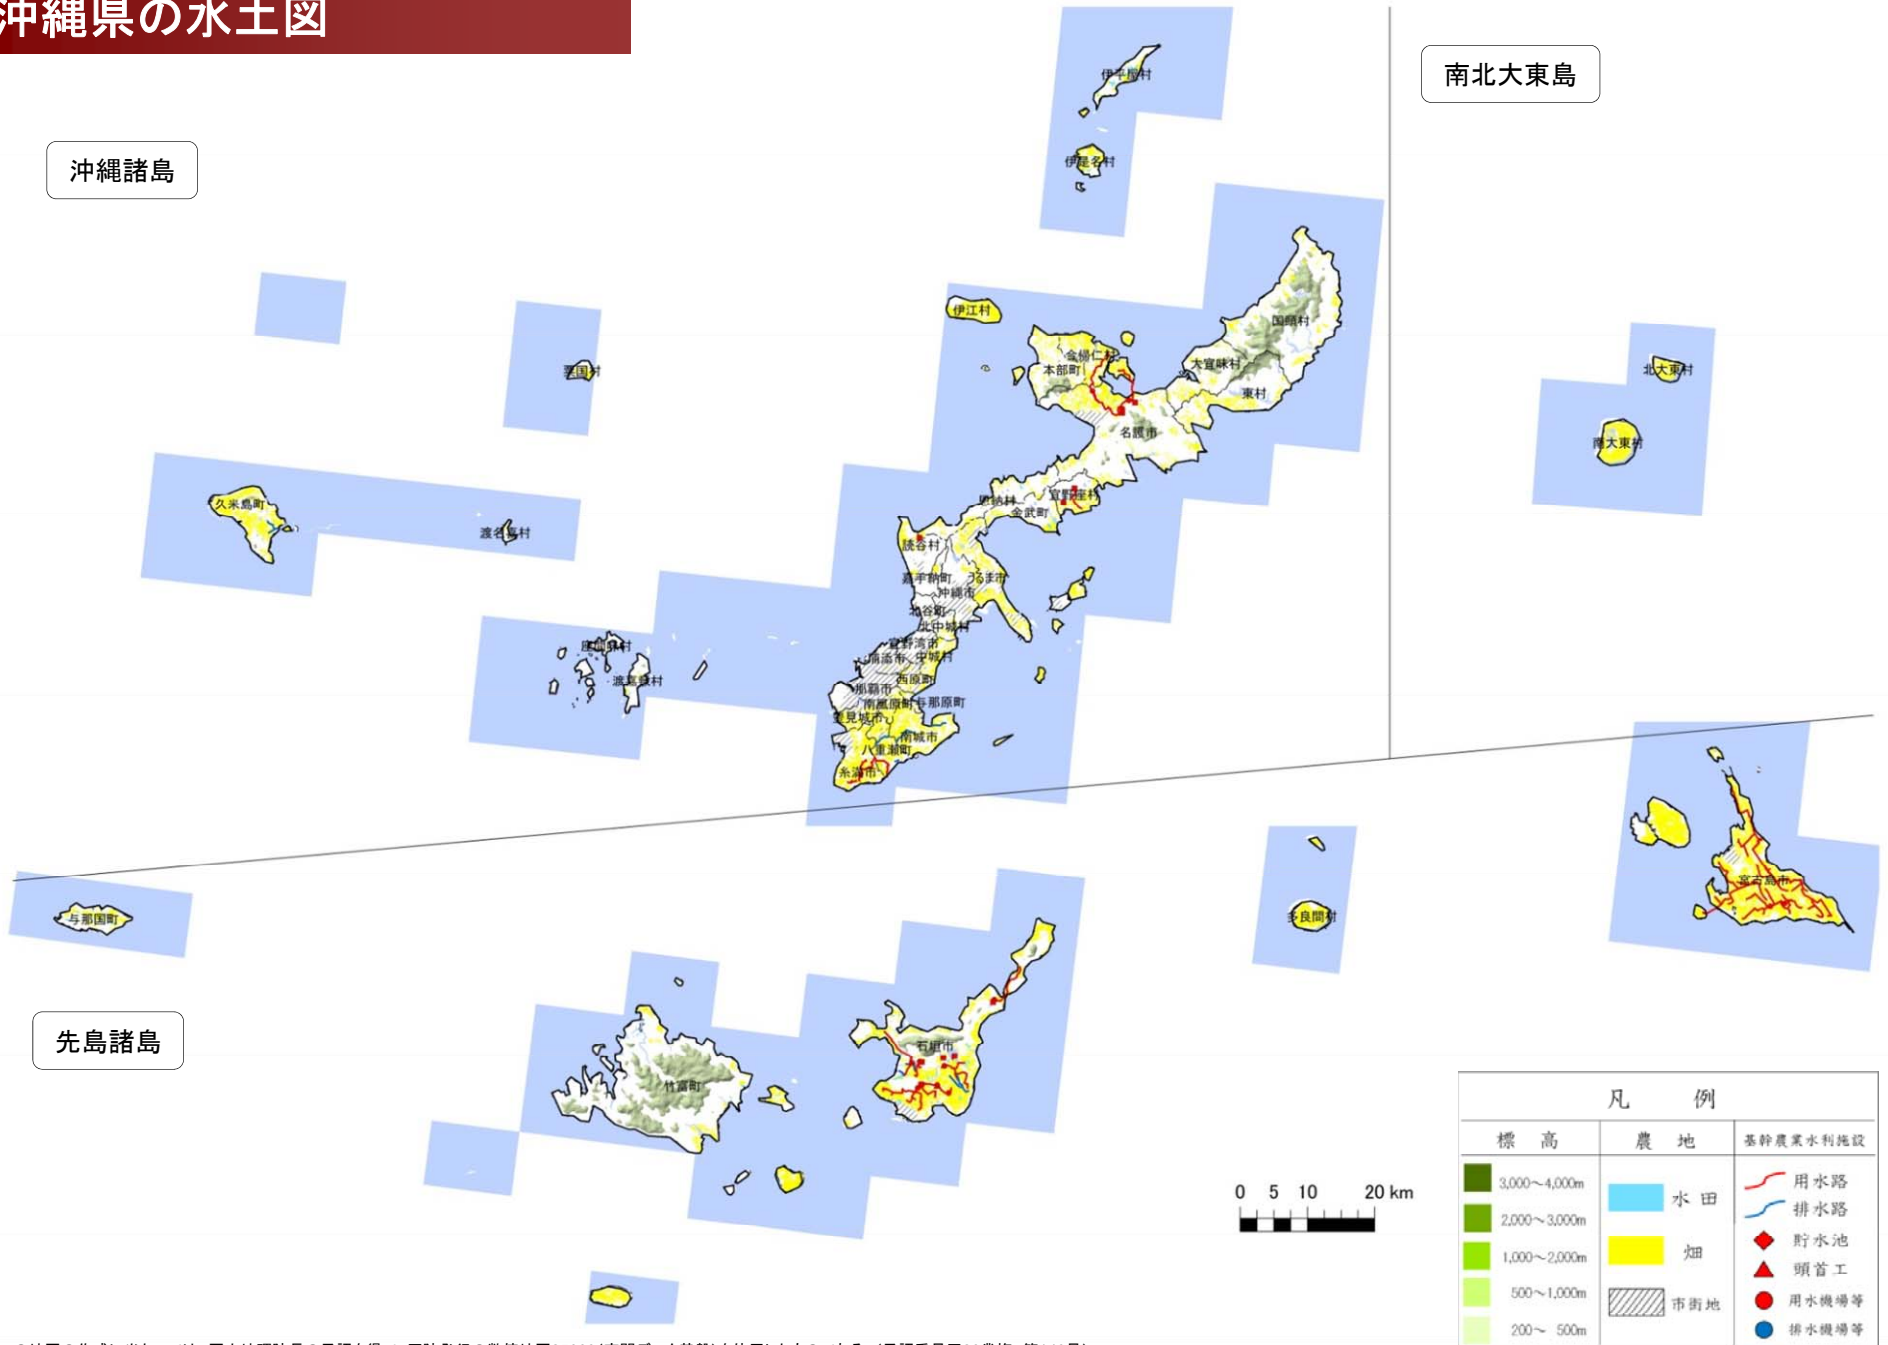 沖縄県の水土図
南北大東島
沖縄諸島
先島諸島
伊平屋村
伊是名村
伊江村
国頭村
今帰仁村
本部町
大宜味村
東村
名護市
粟国村
北大東村
南大東村
久米島町
渡名喜村
恩納村
宜野座村
金武町
読谷村
嘉手納町
うるま市
沖縄市
北谷町
北中城村
宜野湾市
浦添市
中城村
西原町
那覇市
南風原町
与那原町
豊見城市
南城市
八重瀬町
糸満市
座間味村
渡嘉敷村
与那国町
多良間村
宮古島市
石垣市
竹富町
0 5 10 20 km
凡 例
標 高
農 地
基幹農業水利施設
3,000～4,000m
2,000～3,000m
1,000～2,000m
500～1,000m
200～ 500m
水 田
畑
市街地
用水路
排水路
貯水池
頭首工
用水機場等
排水機場等